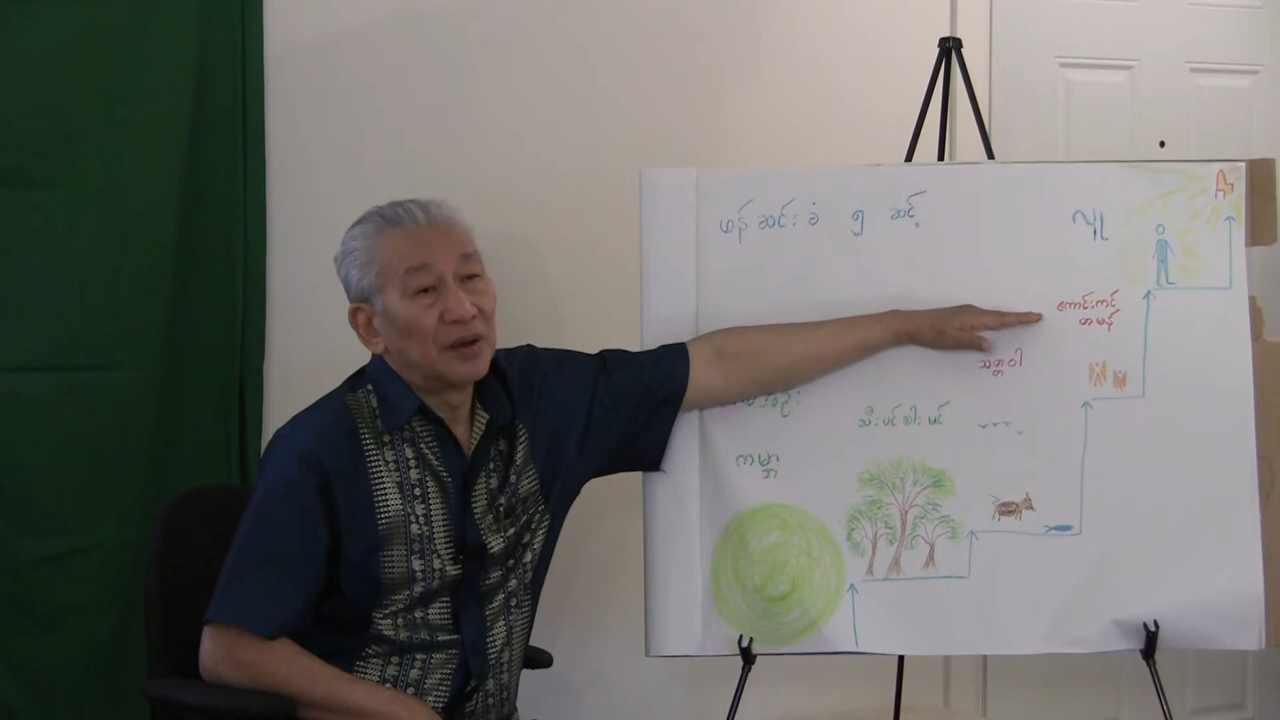 ဖန်ဆင်းခံ ၅ ဆင့်
လူ
ကောင်းကင်
တမန်
သတ္တဝါ
သီးပင်စါးပင်
ကမ္ဘာ